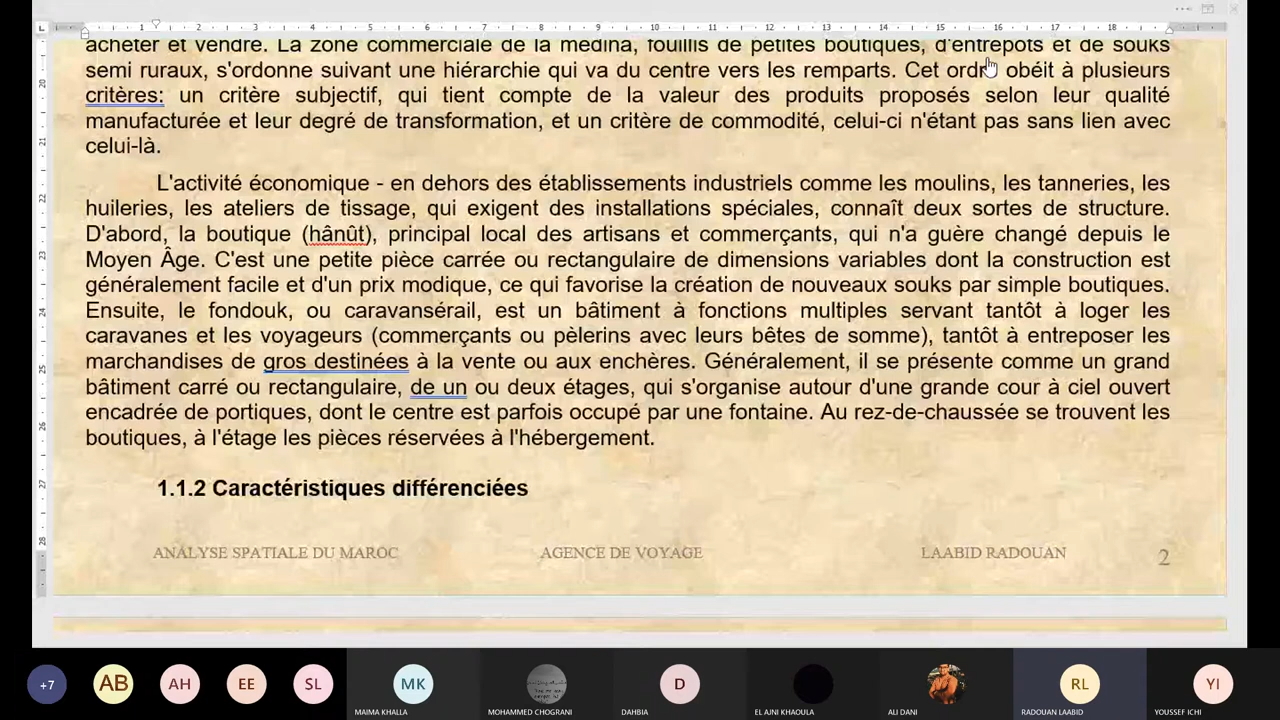 acheter et vendre. La zone commerciale de la médina, fouillis de petites boutiques, d'entrepôts et de souks
semi ruraux, s'ordonne suivant une hiérarchie qui va du centre vers les remparts. Cet ordre obéit à plusieurs
critères: un critère subjectif, qui tient compte de la valeur des produits proposés selon leur qualité
manufacturée et leur degré de transformation, et un critère de commodité, celui-ci n'étant pas sans lien avec
celui-là.
L'activité économique - en dehors des établissements industriels comme les moulins, les tanneries, les
huileries, les ateliers de tissage, qui exigent des installations spéciales, connaît deux sortes de structure.
D'abord, la boutique (hânût), principal local des artisans et commerçants, qui n'a guère changé depuis le
Moyen Âge. C'est une petite pièce carrée ou rectangulaire de dimensions variables dont la construction est
généralement facile et d'un prix modique, ce qui favorise la création de nouveaux souks par simple boutiques.
Ensuite, le fondouk, ou caravansérail, est un bâtiment à fonctions multiples servant tantôt à loger les
caravanes et les voyageurs (commerçants ou pèlerins avec leurs bêtes de somme), tantôt à entreposer les
marchandises de gros destinées à la vente ou aux enchères. Généralement, il se présente comme un grand
bâtiment carré ou rectangulaire, de un ou deux étages, qui s'organise autour d'une grande cour à ciel ouvert
encadrée de portiques, dont le centre est parfois occupé par une fontaine. Au rez-de-chaussée se trouvent les
boutiques, à l'étage les pièces réservées à l'hébergement.
1.1.2 Caractéristiques différenciées
ANALYSE SPATIALE DU MAROC AGENCE DE VOYAGE LAABID RADOUAN 2
+7 AB AH EE SL MK D RL YI
MAIMA KHALLA MOHAMMED CHOGRANI DAHBIA EL AJNI KHAOULA ALI DANI RADOUAN LAABID YOUSSEF ICHI